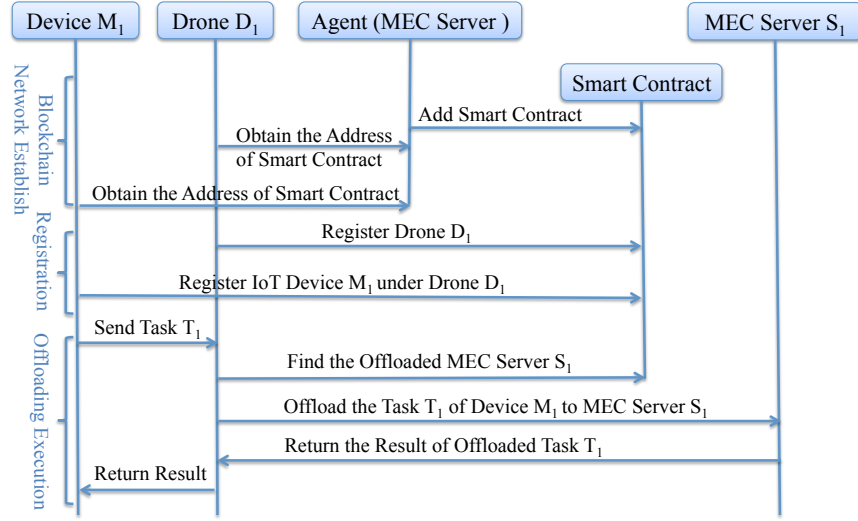 Device M₁
Drone D₁
Agent (MEC Server )
MEC Server S₁
Smart Contract
Blockchain
Network Establish
Add Smart Contract
Obtain the Address
of Smart Contract
Obtain the Address of Smart Contract
Registration
Register Drone D₁
Register IoT Device M₁ under Drone D₁
Offloading Execution
Send Task T₁
Find the Offloaded MEC Server S₁
Offload the Task T₁ of Device M₁ to MEC Server S₁
Return the Result of Offloaded Task T₁
Return Result